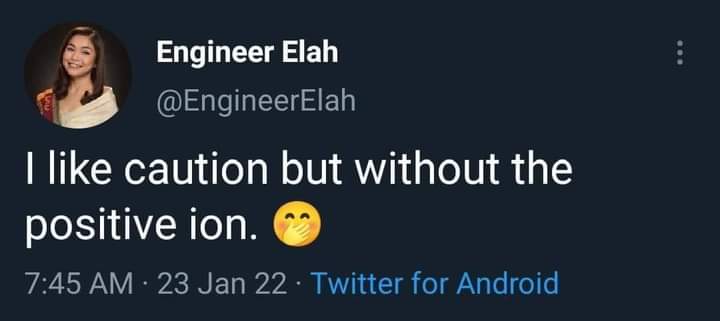 Engineer Elah
@EngineerElah
I like caution but without the
positive ion. 🤭
7:45 AM · 23 Jan 22 · Twitter for Android